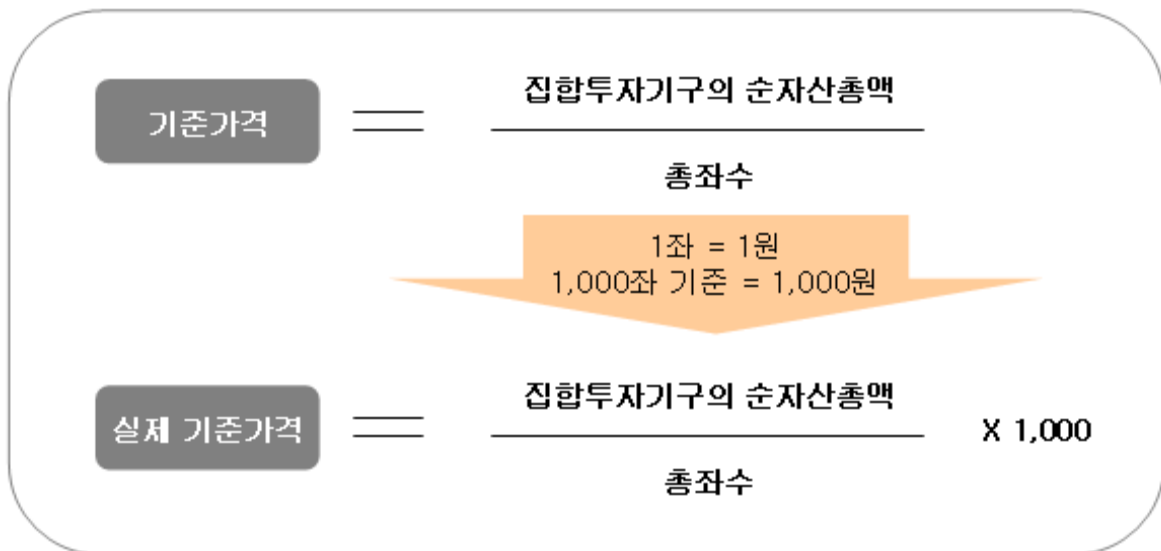 집합투자기구의 순자산총액
기준가격
총좌수
1좌 = 1원
1,000좌 기준 = 1,000원
집합투자기구의 순자산총액
실제 기준가격
X 1,000
총좌수